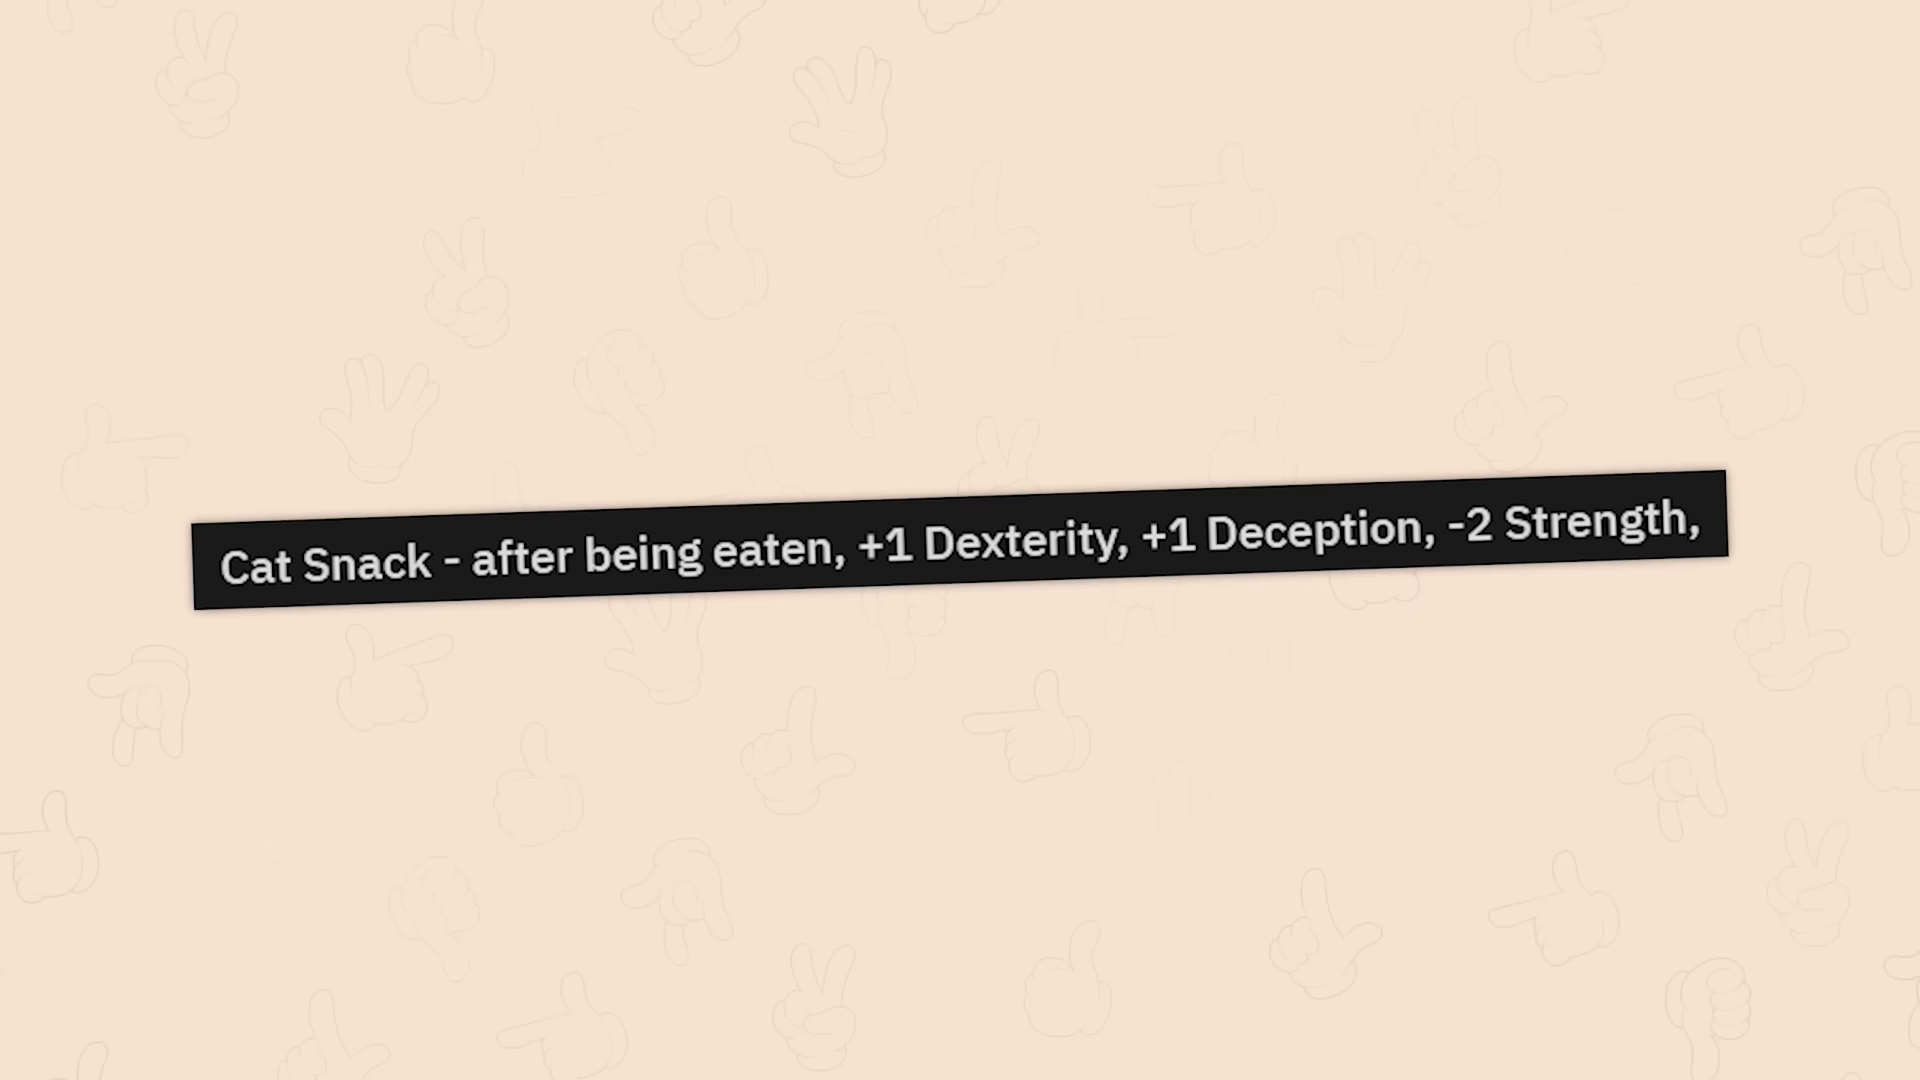 Cat Snack - after being eaten, +1 Dexterity, +1 Deception, -2 Strength,